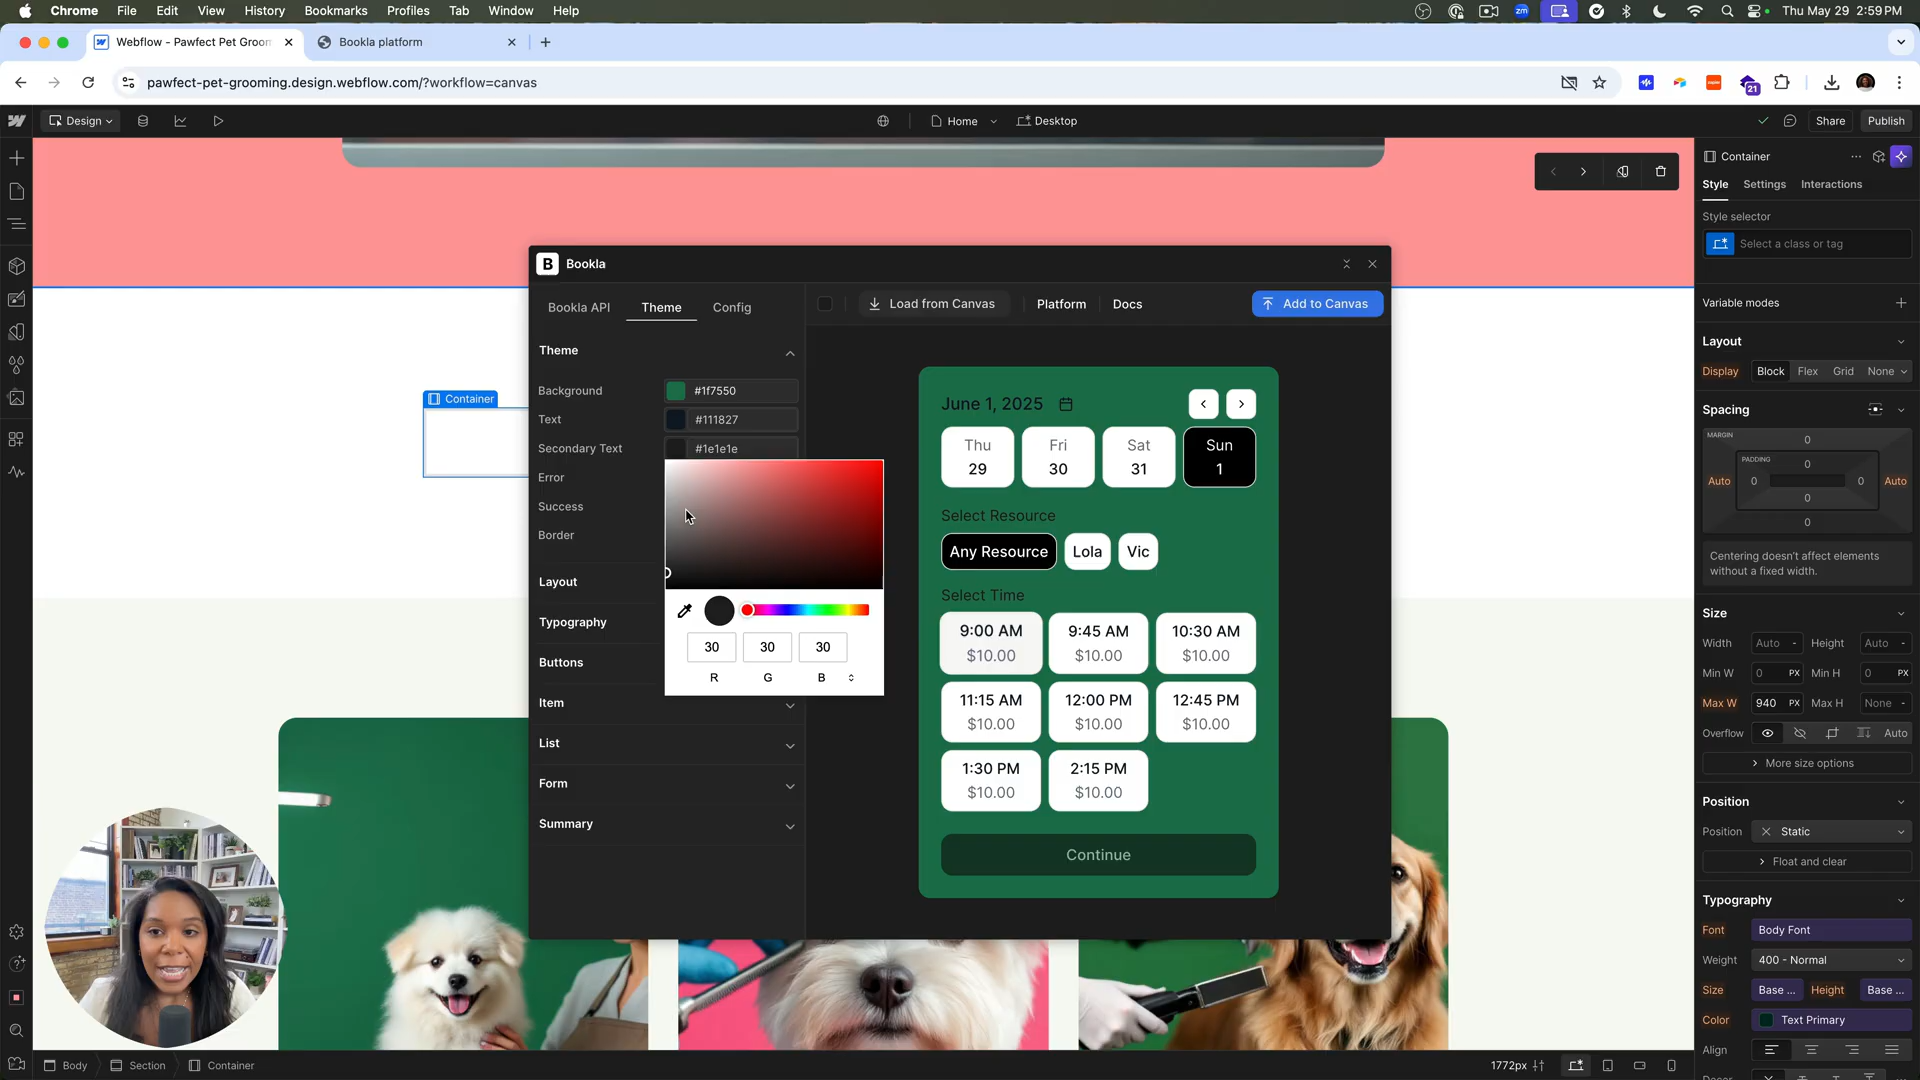 Chrome File Edit View History Bookmarks Profiles Tab Window Help
zm
Thu May 29 2:59 PM
Webflow - Pawfect Pet Groom
Bookla platform
pawfect-pet-grooming.design.webflow.com/?workflow=canvas
21
Design
Home
Desktop
Share
Publish
Container
Style Settings Interactions
Style selector
Select a class or tag
Variable modes
Layout
Display Block Flex Grid None
Spacing
MARGIN
0
PADDING
0
Auto 0 0 Auto
0
0
Centering doesn't affect elements
without a fixed width.
Size
Width Auto - Height Auto -
Min W 0 PX Min H 0 PX
Max W 940 PX Max H None -
Overflow Auto
More size options
Position
Position Static
Float and clear
Typography
Font Body Font
Weight 400 - Normal
Size Base ... Height Base ...
Color Text Primary
Align
Container
B Bookla
Bookla API Theme Config
Load from Canvas Platform Docs Add to Canvas
Theme
Background #1f7550
Text #111827
Secondary Text #1e1e1e
Error
Success
Border
Layout
Typography
Buttons
Item
List
Form
Summary
30 30 30
R G B
June 1, 2025
Thu Fri Sat Sun
29 30 31 1
Select Resource
Any Resource Lola Vic
Select Time
9:00 AM 9:45 AM 10:30 AM
$10.00 $10.00 $10.00
11:15 AM 12:00 PM 12:45 PM
$10.00 $10.00 $10.00
1:30 PM 2:15 PM
$10.00 $10.00
Continue
Body Section Container
1772px